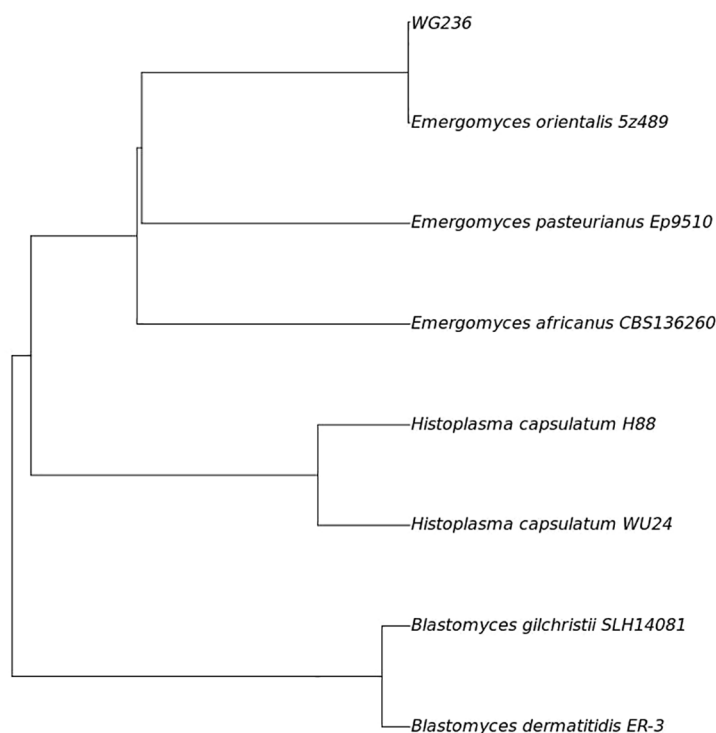 WG236
Emergomyces orientalis 5z489
Emergomyces pasteurianus Ep9510
Emergomyces africanus CBS136260
Histoplasma capsulatum H88
Histoplasma capsulatum WU24
Blastomyces gilchristii SLH14081
Blastomyces dermatitidis ER-3